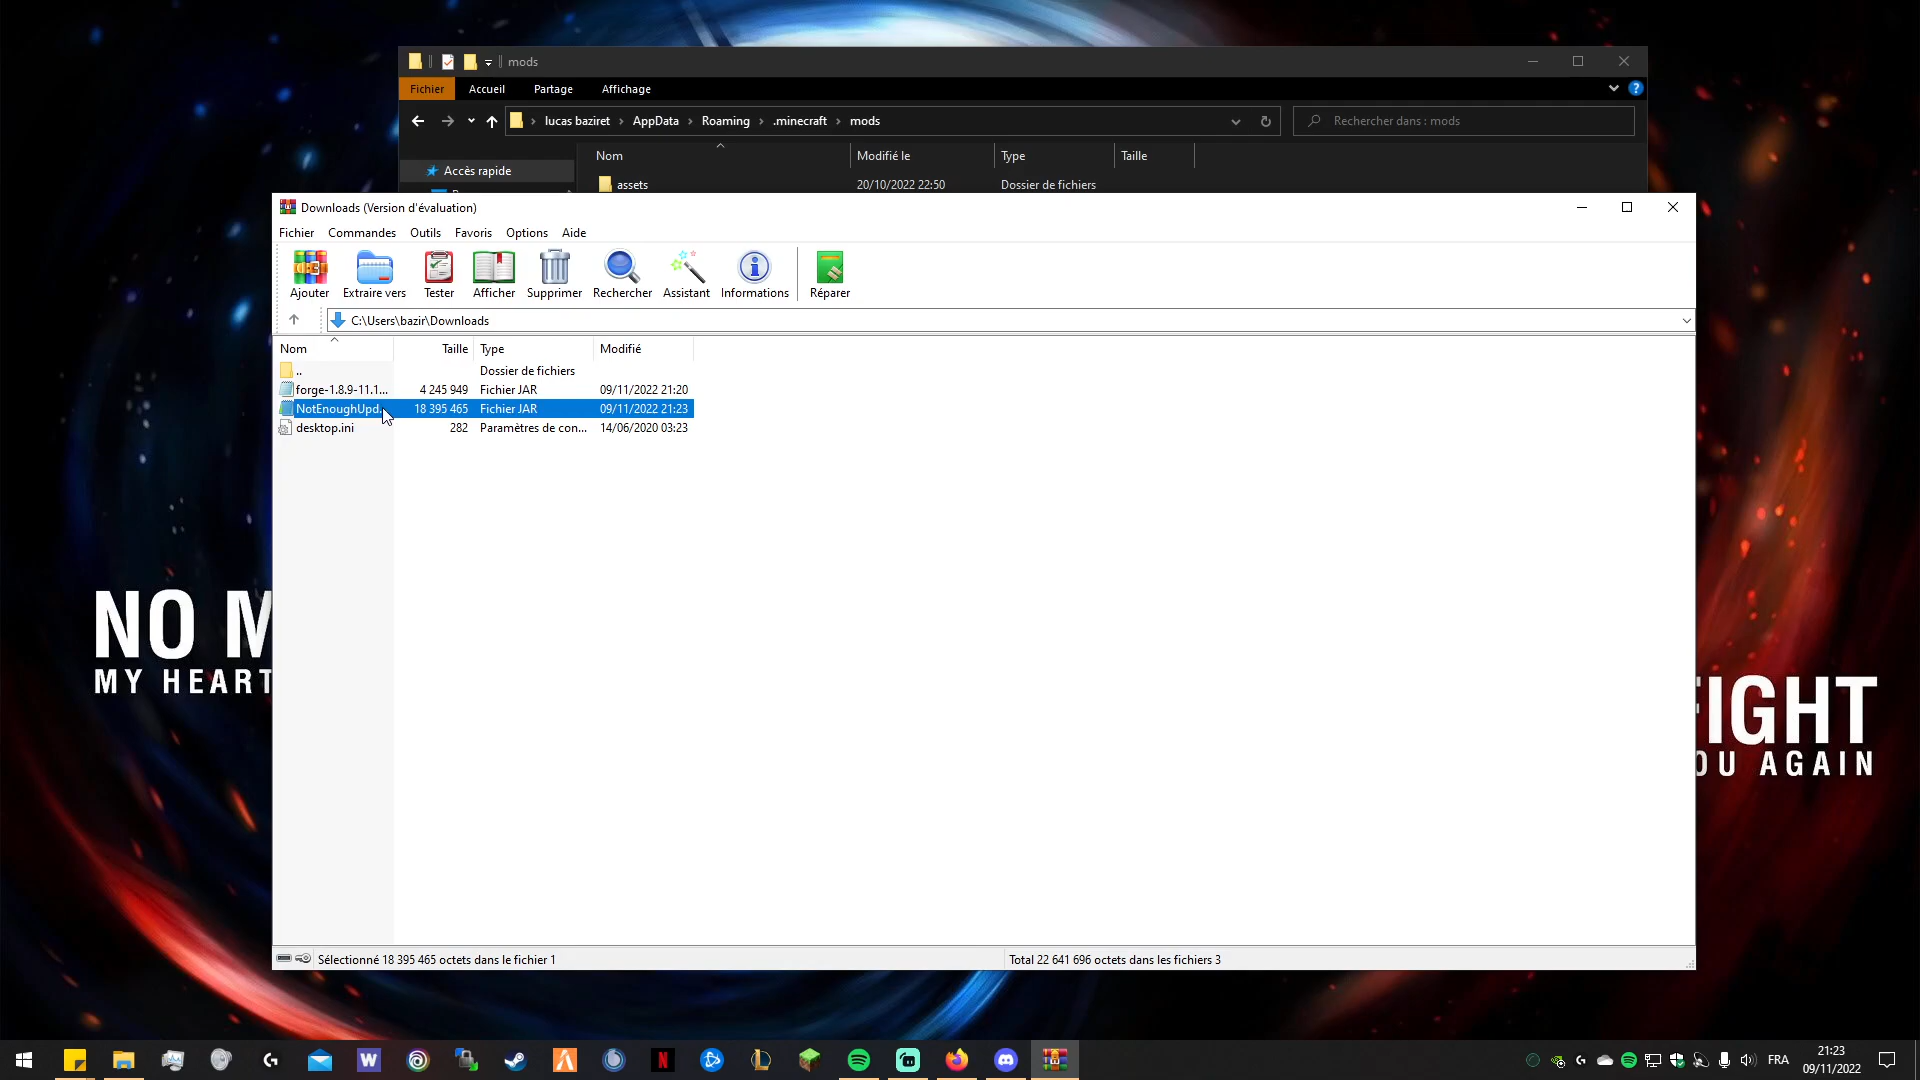 mods
Fichier Accueil Partage Affichage
lucas baziret AppData Roaming .minecraft mods Rechercher dans : mods
Accès rapide Nom Modifié le Type Taille
assets 20/10/2022 22:50 Dossier de fichiers
Downloads (Version d'évaluation)
Fichier Commandes Outils Favoris Options Aide
Ajouter Extraire vers Tester Afficher Supprimer Rechercher Assistant Informations Réparer
C:\Users\bazir\Downloads
Nom Taille Type Modifié
.. Dossier de fichiers
forge-1.8.9-11.1... 4 245 949 Fichier JAR 09/11/2022 21:20
NotEnoughUpd... 18 395 465 Fichier JAR 09/11/2022 21:23
desktop.ini 282 Paramètres de con... 14/06/2020 03:23
NO M
MY HEART
FIGHT
OU AGAIN
Sélectionné 18 395 465 octets dans le fichier 1 Total 22 641 696 octets dans les fichiers 3
FRA 21:23
09/11/2022